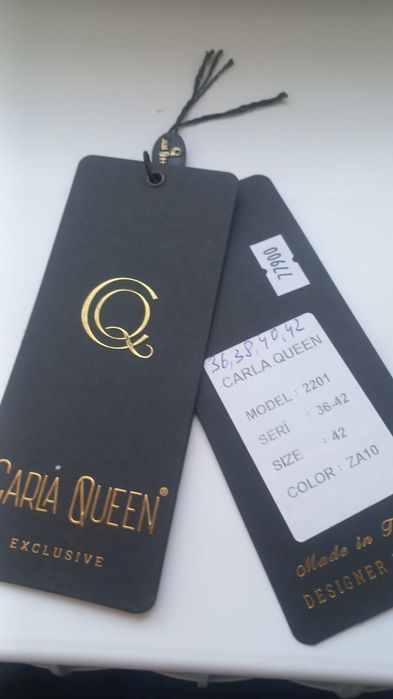 CQ
CARLA QUEEN®
EXCLUSIVE
77900
36,38,40,42
CARLA QUEEN
MODEL : 2201
SERİ : 36-42
SIZE : 42
COLOR : ZA10
Made in
DESIGNER